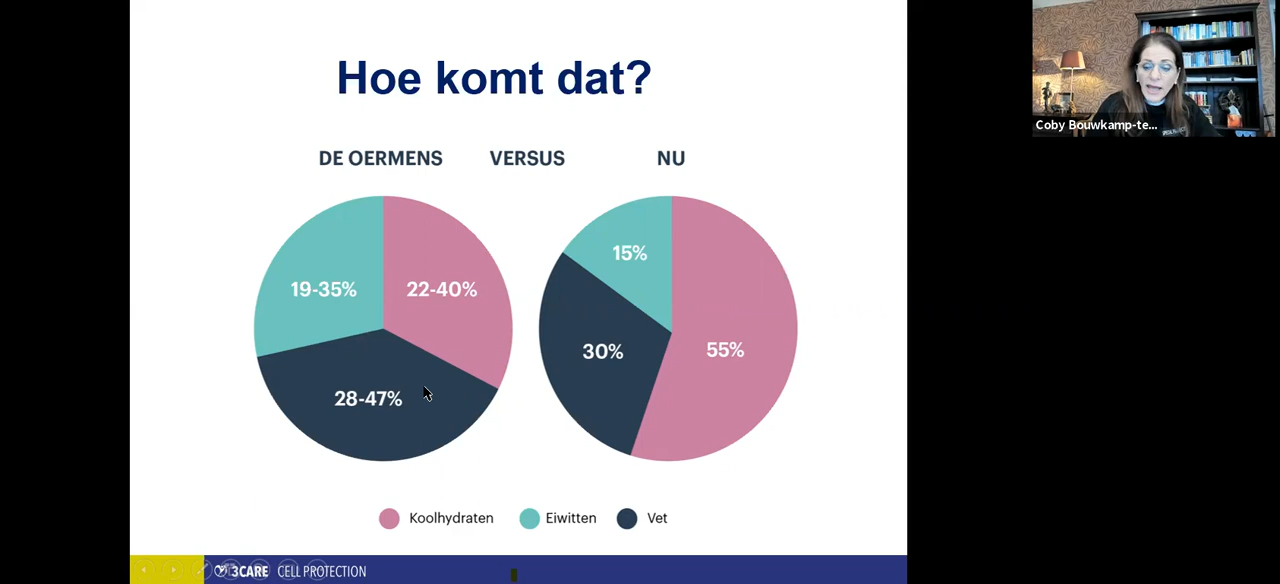 Hoe komt dat?
Coby Bouwkamp-te...
DE OERMENS VERSUS NU
19-35% 22-40%
28-47%
15%
30% 55%
Koolhydraten Eiwitten Vet
3CARE CELL PROTECTION